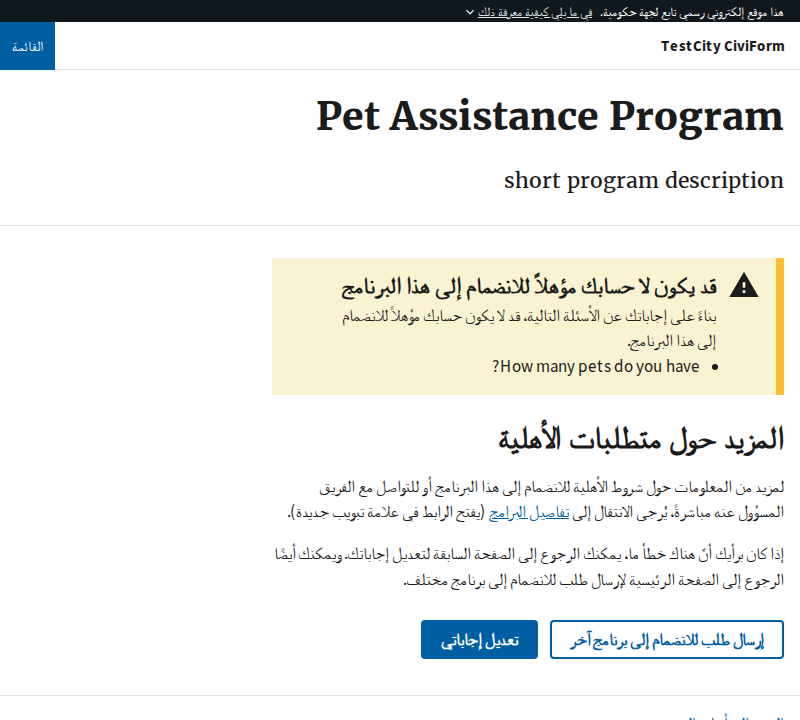 هذا موقع إلكتروني رسمي تابع لجهة حكومية. في ما يلي كيفية معرفة ذلك
TestCity CiviForm
القائمة
Pet Assistance Program
short program description
قد يكون لا حسابك مؤهلاً للانضمام إلى هذا البرنامج
بناءً على إجاباتك عن الأسئلة التالية، قد لا يكون حسابك مؤهلاً للانضمام
إلى هذا البرنامج.
How many pets do you have?
المزيد حول متطلبات الأهلية
لمزيد من المعلومات حول شروط الأهلية للانضمام إلى هذا البرنامج أو للتواصل مع الفريق
المسؤول عنه مباشرةً، يُرجى الانتقال إلى تفاصيل البرامج (يفتح الرابط في علامة تبويب جديدة).
إذا كان برأيك أنّ هناك خطأ ما، يمكنك الرجوع إلى الصفحة السابقة لتعديل إجاباتك. ويمكنك أيضًا
الرجوع إلى الصفحة الرئيسية لإرسال طلب للانضمام إلى برنامج مختلف.
إرسال طلب للانضمام إلى برنامج آخر
تعديل إجاباتي